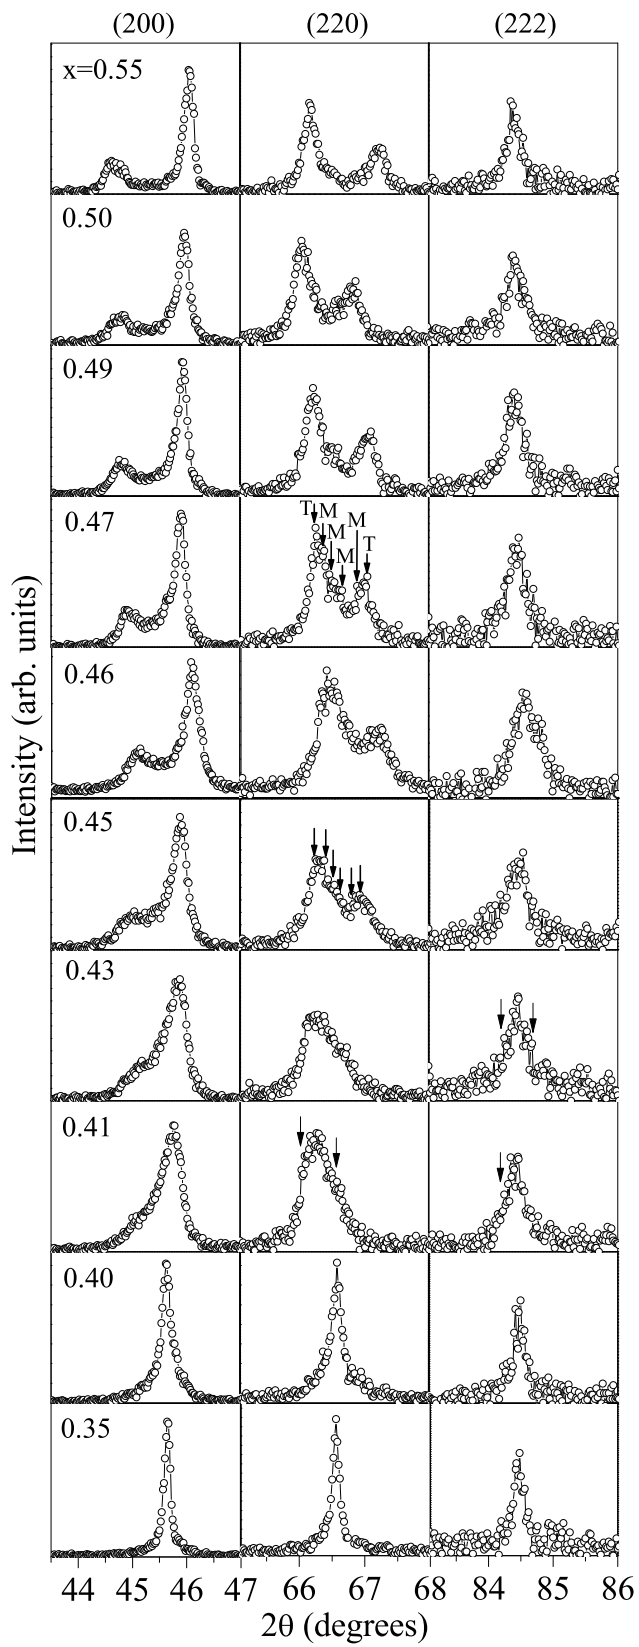 (200) (220) (222)
x=0.55
0.50
0.49
0.47
T M M M M T
0.46
0.45
0.43
0.41
0.40
0.35
Intensity (arb. units)
44 45 46 47 66 67 68 84 85 86
2θ (degrees)